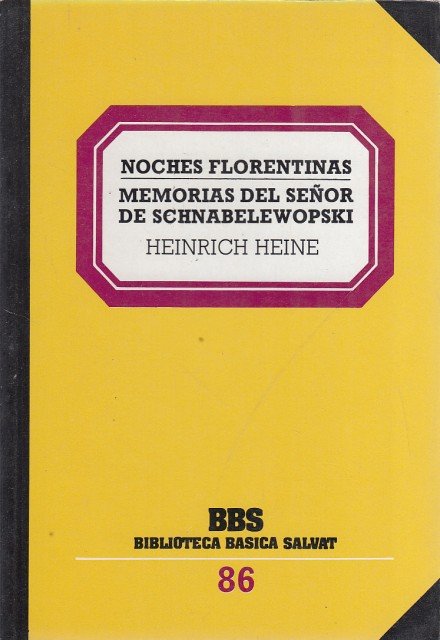 NOCHES FLORENTINAS
MEMORIAS DEL SEÑOR
DE SCHNABELEWOPSKI
HEINRICH HEINE
BBS
BIBLIOTECA BASICA SALVAT
86